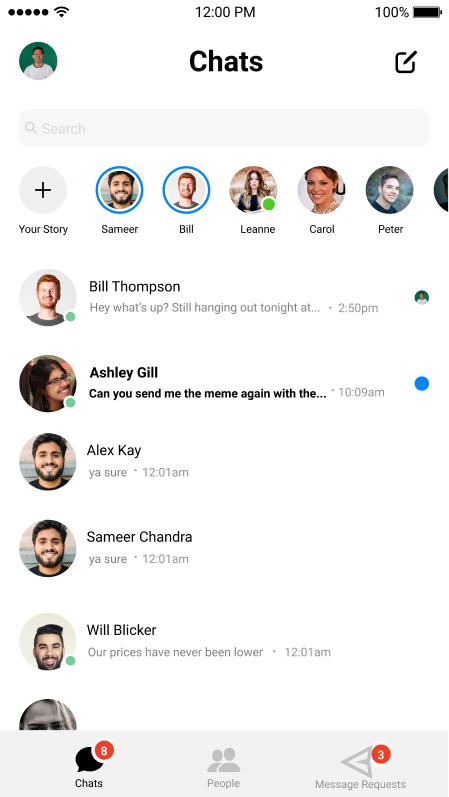 12:00 PM 100%
Chats
Search
Your Story Sameer Bill Leanne Carol Peter
Bill Thompson
Hey what's up? Still hanging out tonight at... • 2:50pm
Ashley Gill
Can you send me the meme again with the... • 10:09am
Alex Kay
ya sure • 12:01am
Sameer Chandra
ya sure • 12:01am
Will Blicker
Our prices have never been lower • 12:01am
8 3
Chats People Message Requests